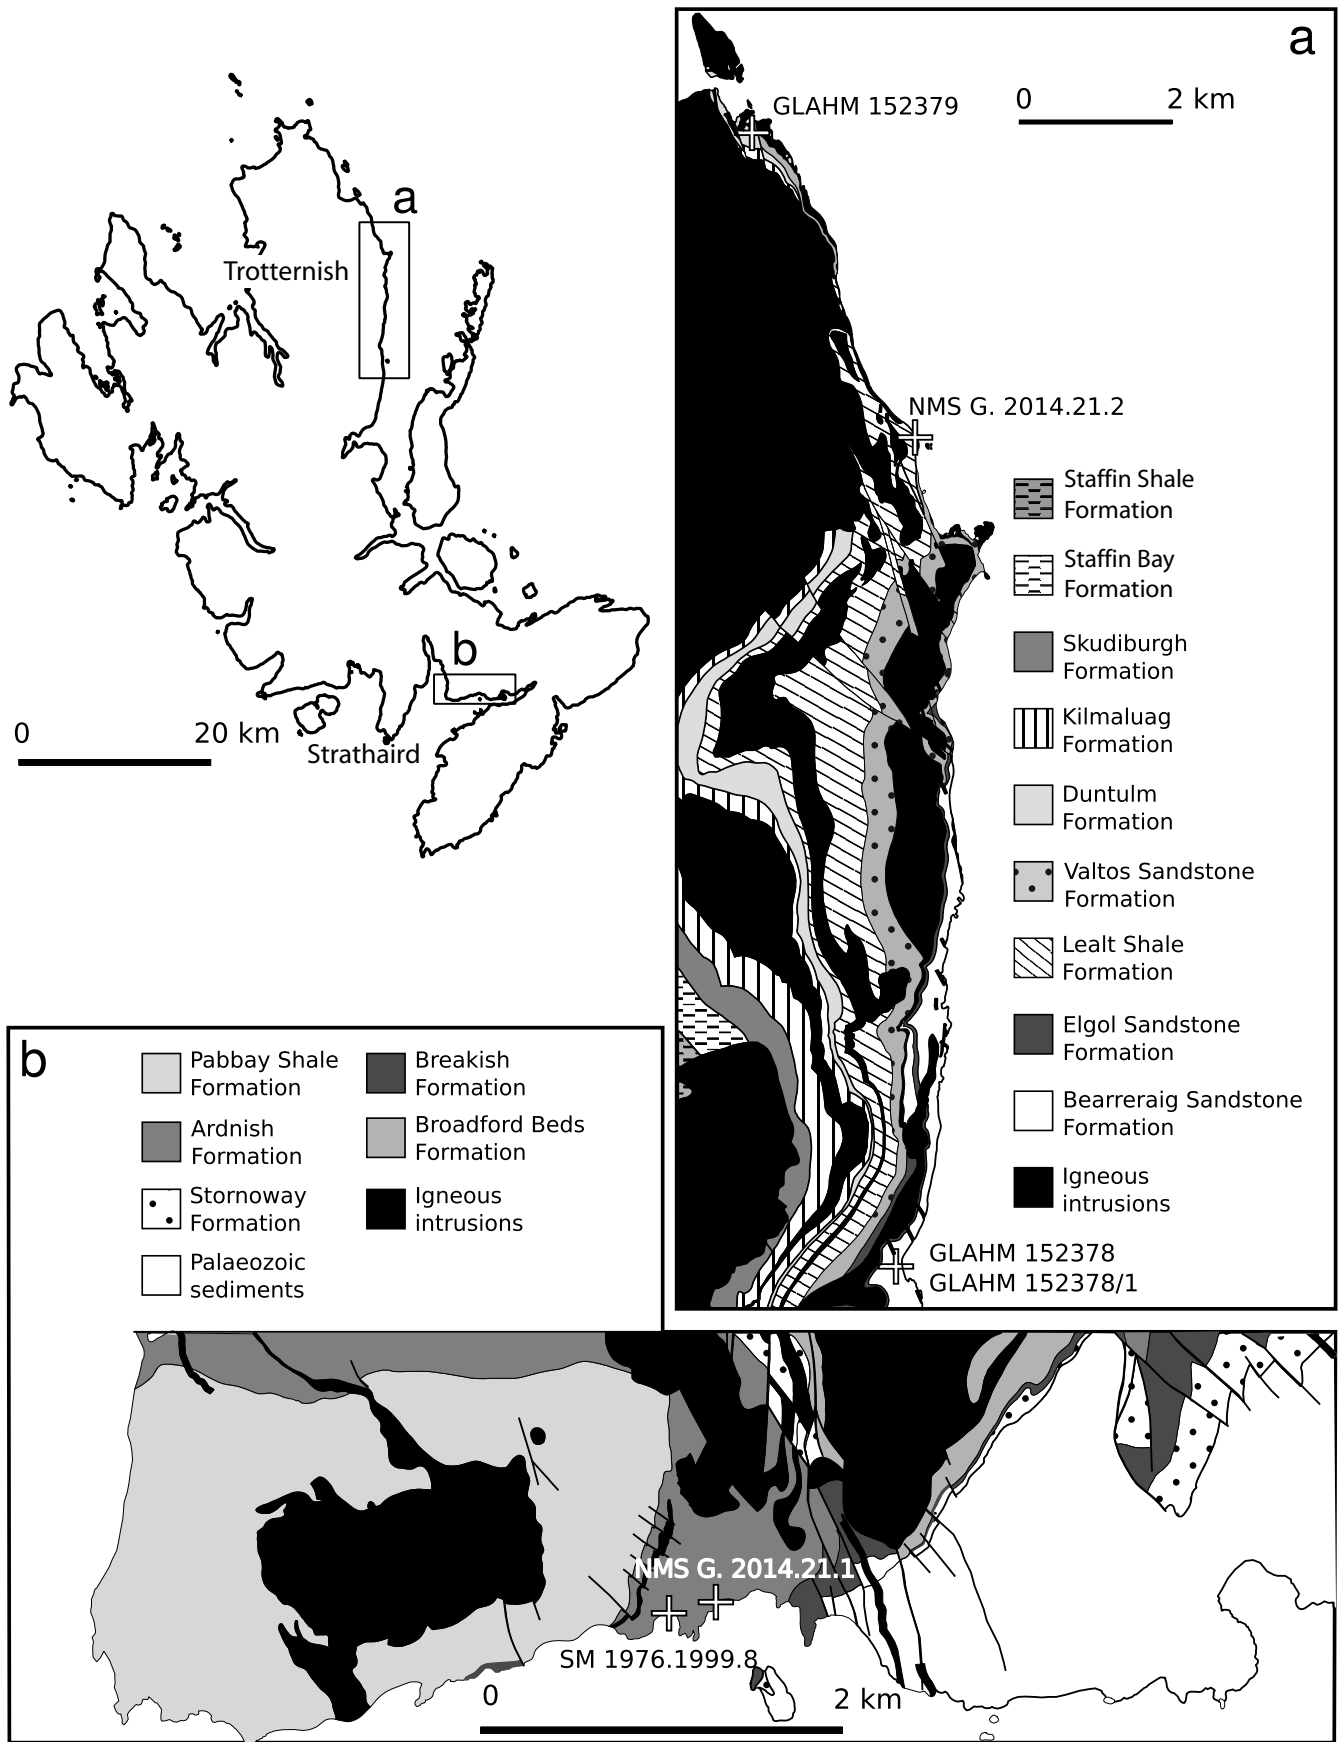 a
Trotternish
b
0 20 km
Strathaird
a
0 2 km
GLAHM 152379
NMS G. 2014.21.2
Staffin Shale
Formation
Staffin Bay
Formation
Skudiburgh
Formation
Kilmaluag
Formation
Duntulm
Formation
Valtos Sandstone
Formation
Lealt Shale
Formation
Elgol Sandstone
Formation
Bearreraig Sandstone
Formation
Igneous
intrusions
GLAHM 152378
GLAHM 152378/1
b
Pabbay Shale
Formation
Ardnish
Formation
Stornoway
Formation
Palaeozoic
sediments
Breakish
Formation
Broadford Beds
Formation
Igneous
intrusions
NMS G. 2014.21.1
SM 1976.1999.8
0 2 km